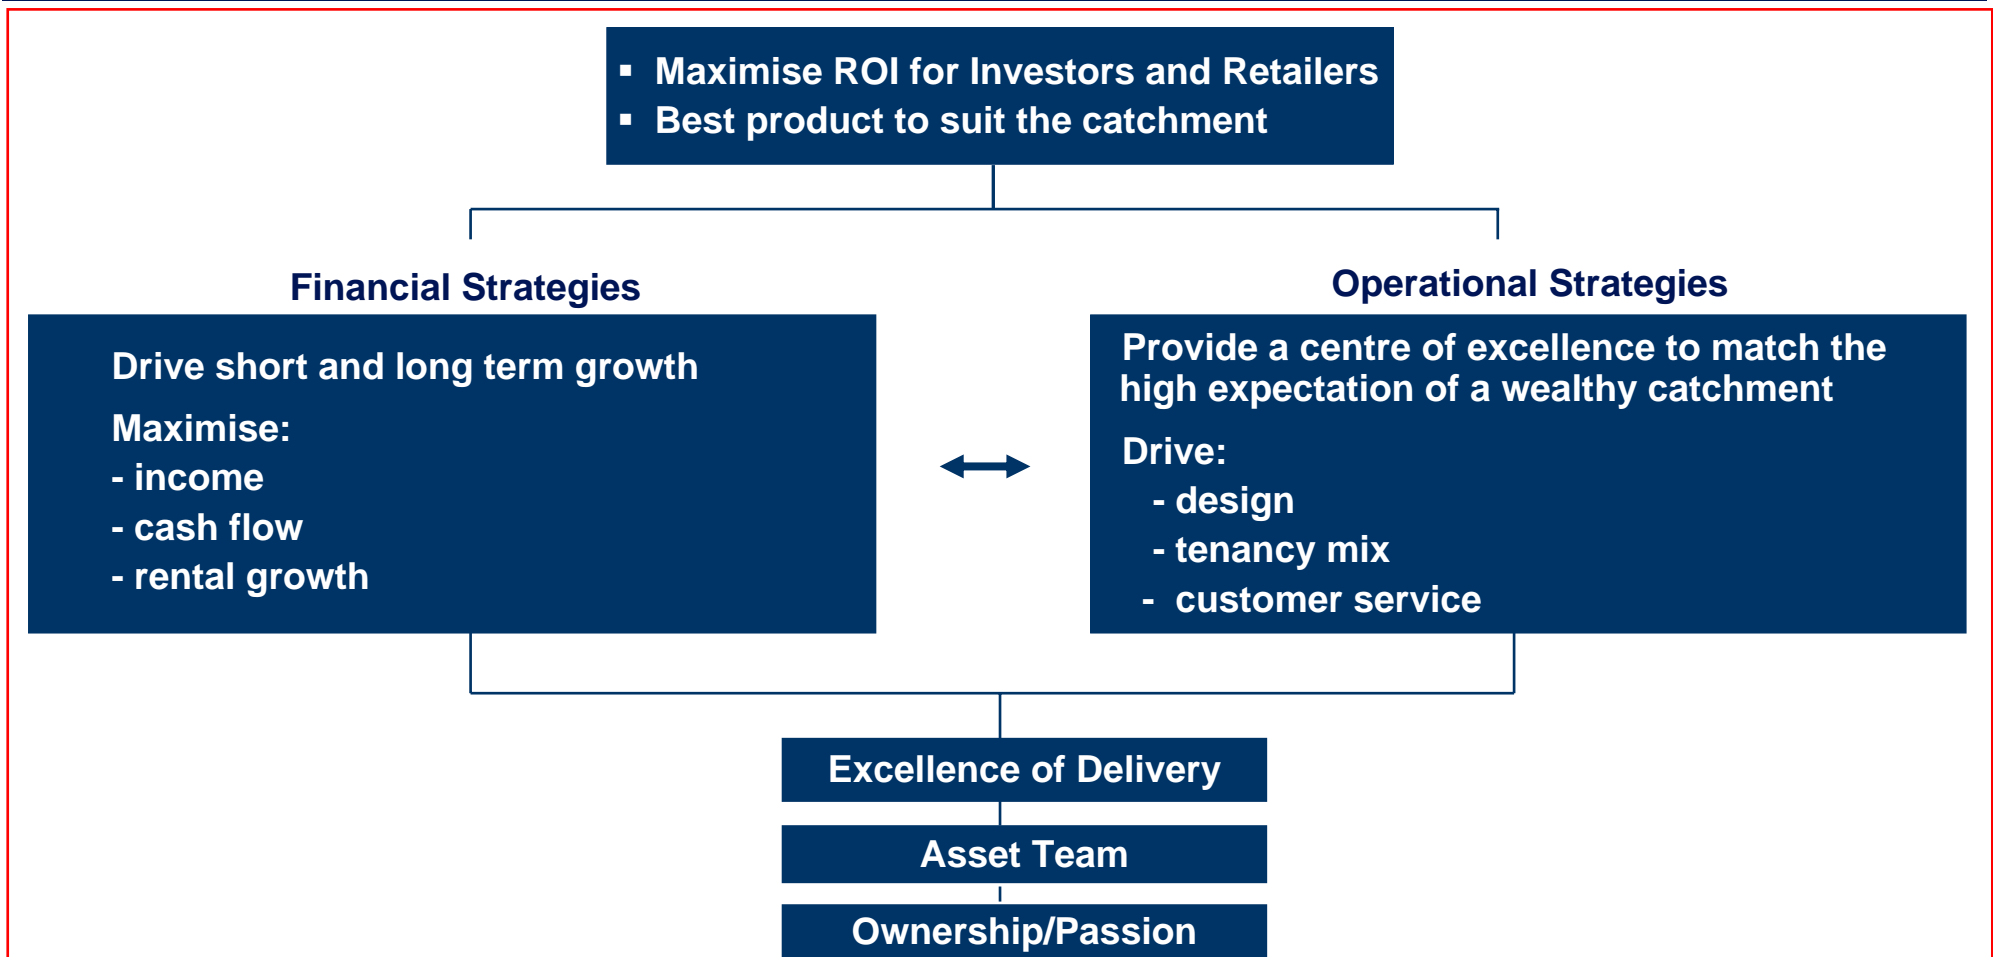 ▪ Maximise ROI for Investors and Retailers
▪ Best product to suit the catchment
Financial Strategies
Drive short and long term growth
Maximise:
- income
- cash flow
- rental growth
Operational Strategies
Provide a centre of excellence to match the
high expectation of a wealthy catchment
Drive:
- design
- tenancy mix
- customer service
Excellence of Delivery
Asset Team
Ownership/Passion